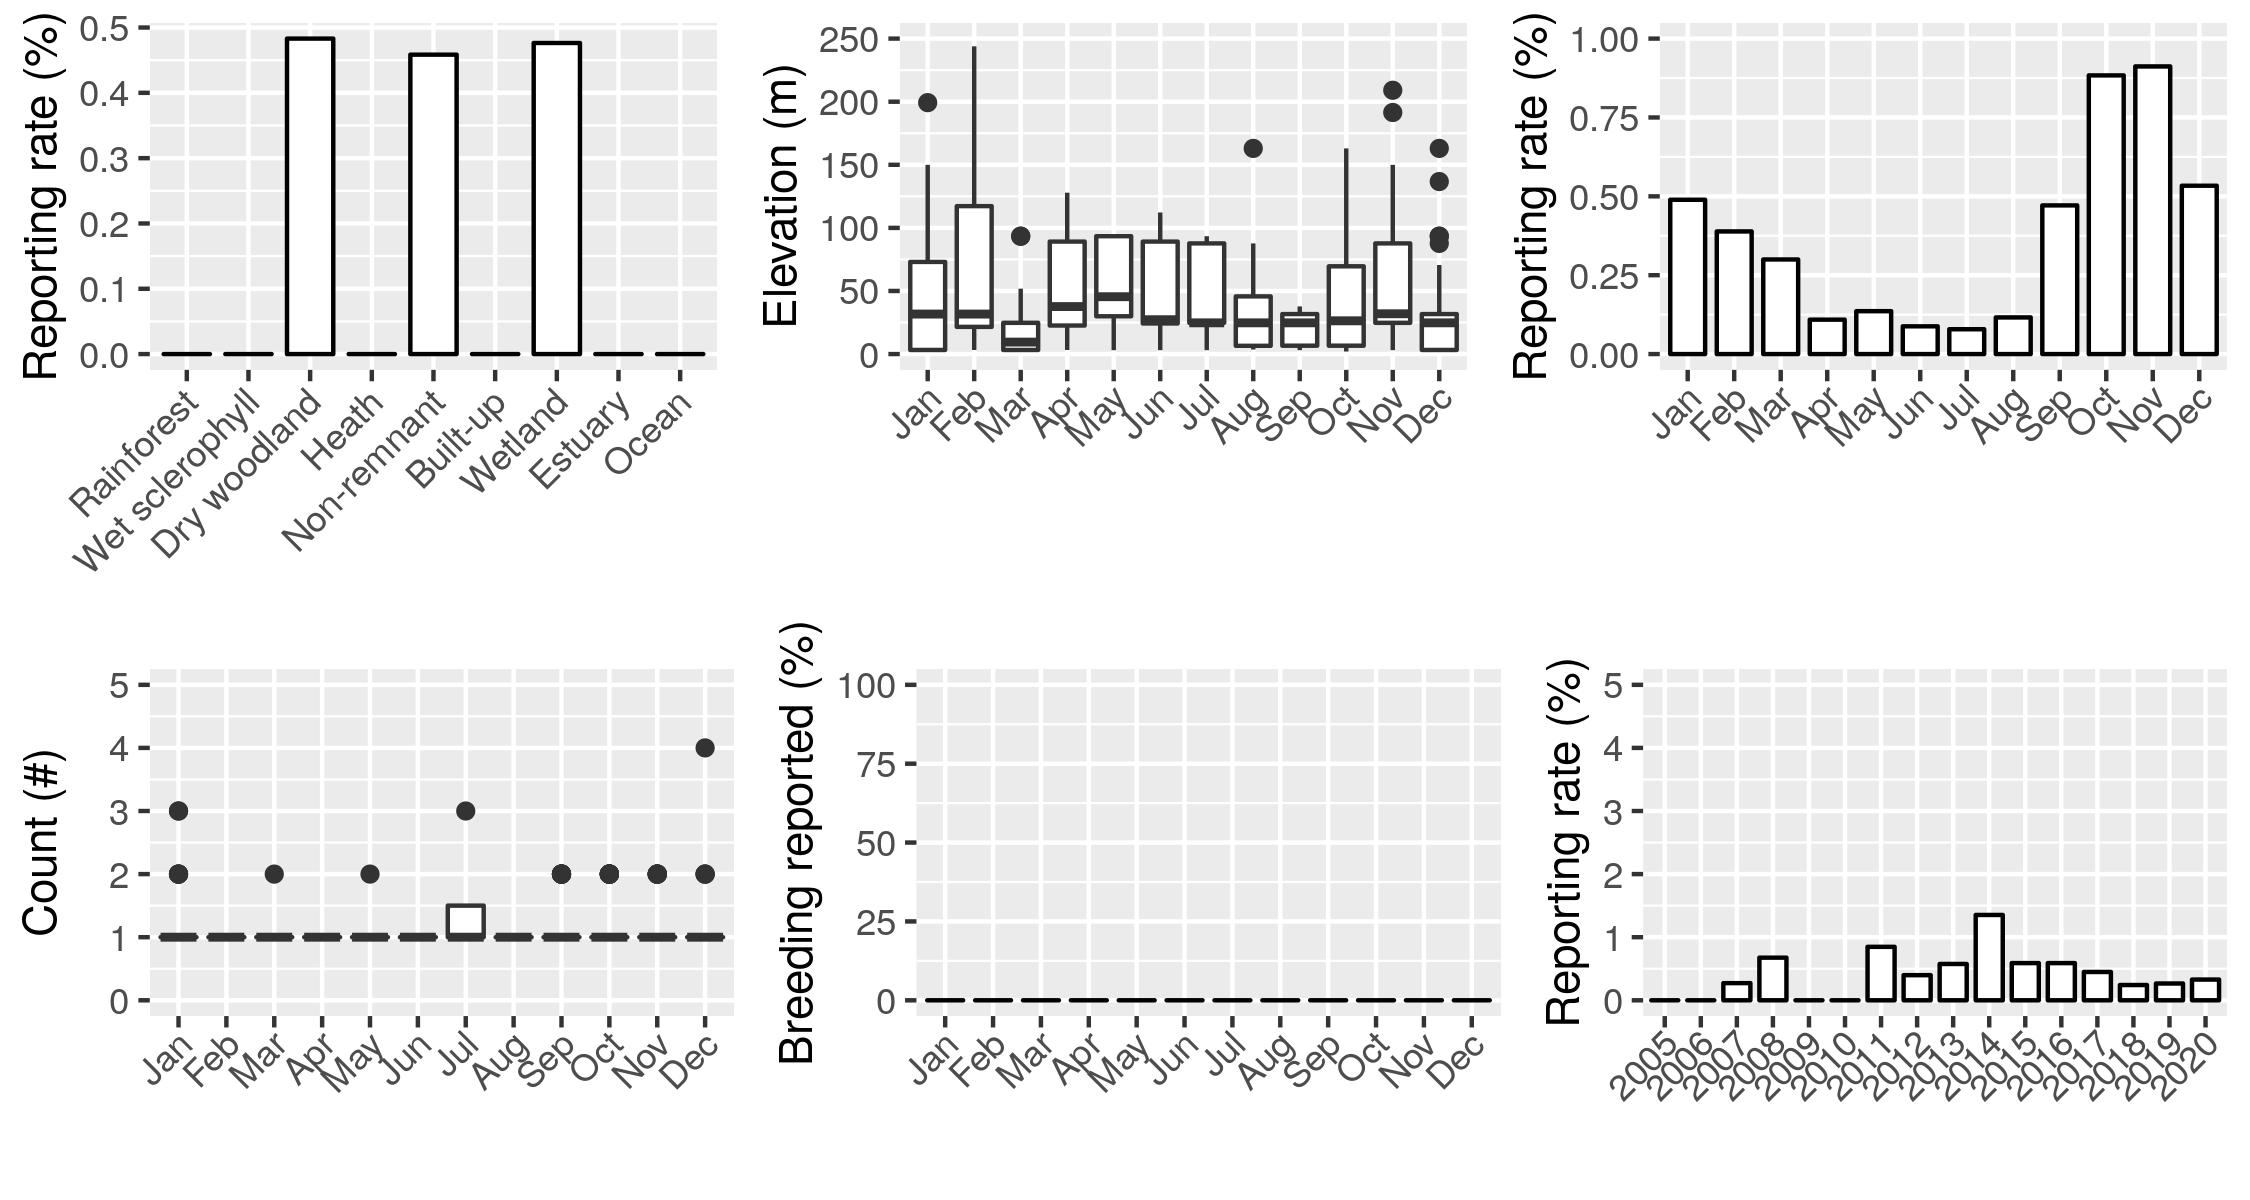 Reporting rate (%)
0.5
0.4
0.3
0.2
0.1
0.0
Rainforest
Wet sclerophyll
Dry woodland
Heath
Non-remnant
Built-up
Wetland
Estuary
Ocean
Elevation (m)
250
200
150
100
50
0
Jan
Feb
Mar
Apr
May
Jun
Jul
Aug
Sep
Oct
Nov
Dec
Reporting rate (%)
1.00
0.75
0.50
0.25
0.00
Jan
Feb
Mar
Apr
May
Jun
Jul
Aug
Sep
Oct
Nov
Dec
Count (#)
5
4
3
2
1
0
Jan
Feb
Mar
Apr
May
Jun
Jul
Aug
Sep
Oct
Nov
Dec
Breeding reported (%)
100
75
50
25
0
Jan
Feb
Mar
Apr
May
Jun
Jul
Aug
Sep
Oct
Nov
Dec
Reporting rate (%)
5
4
3
2
1
0
2005
2006
2007
2008
2009
2010
2011
2012
2013
2014
2015
2016
2017
2018
2019
2020